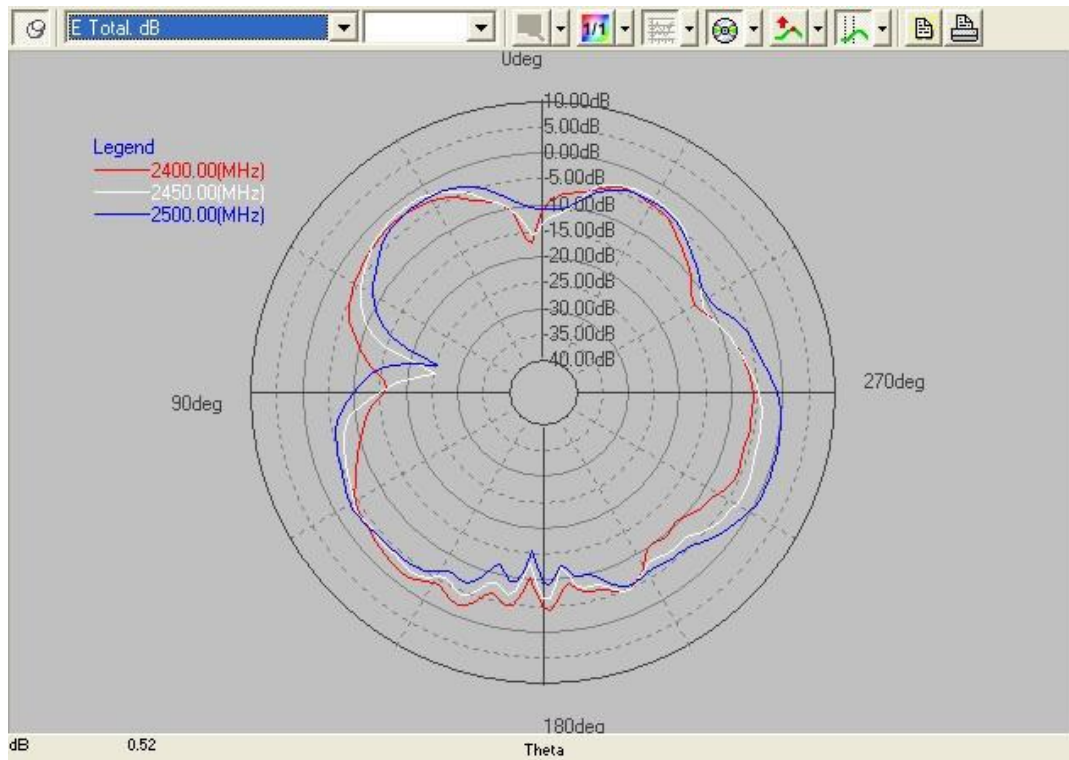 E Total. dB
1/1
0deg
10.00dB
5.00dB
0.00dB
-5.00dB
-10.00dB
-15.00dB
-20.00dB
-25.00dB
-30.00dB
-35.00dB
-40.00dB
Legend
2400.00(MHz)
2450.00(MHz)
2500.00(MHz)
90deg
270deg
180deg
dB 0.52
Theta